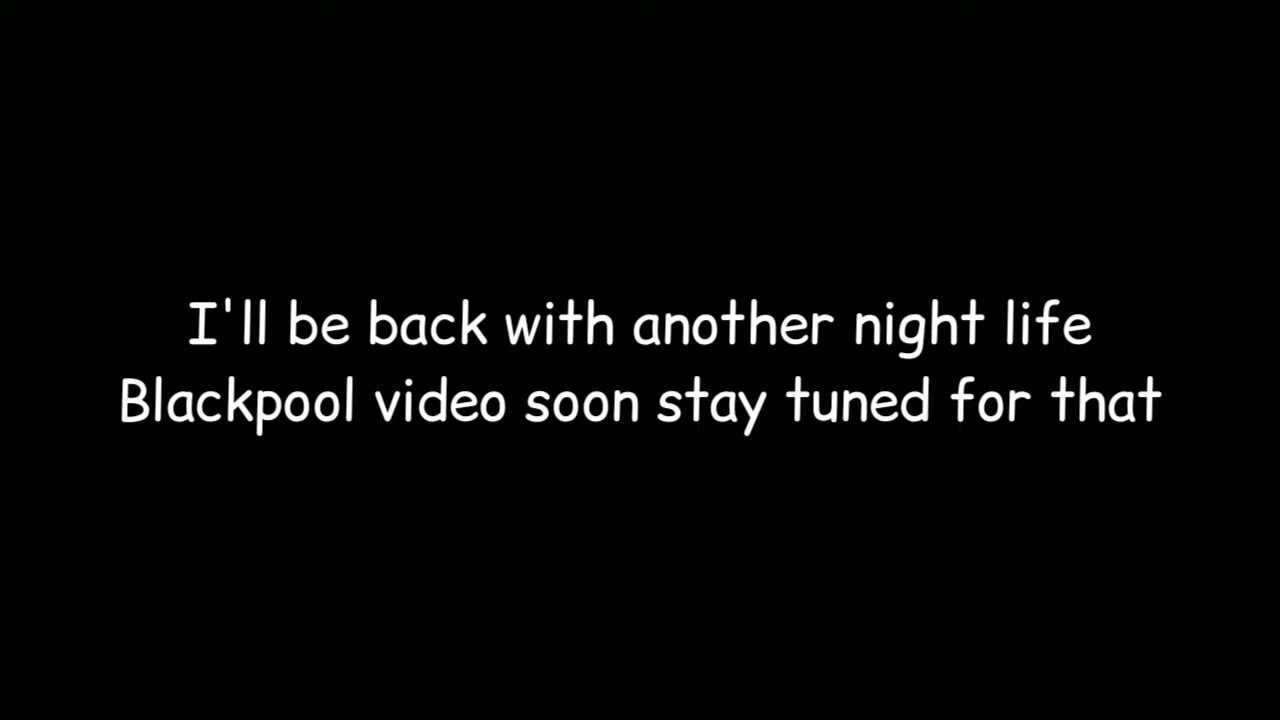 I'll be back with another night life
Blackpool video soon stay tuned for that